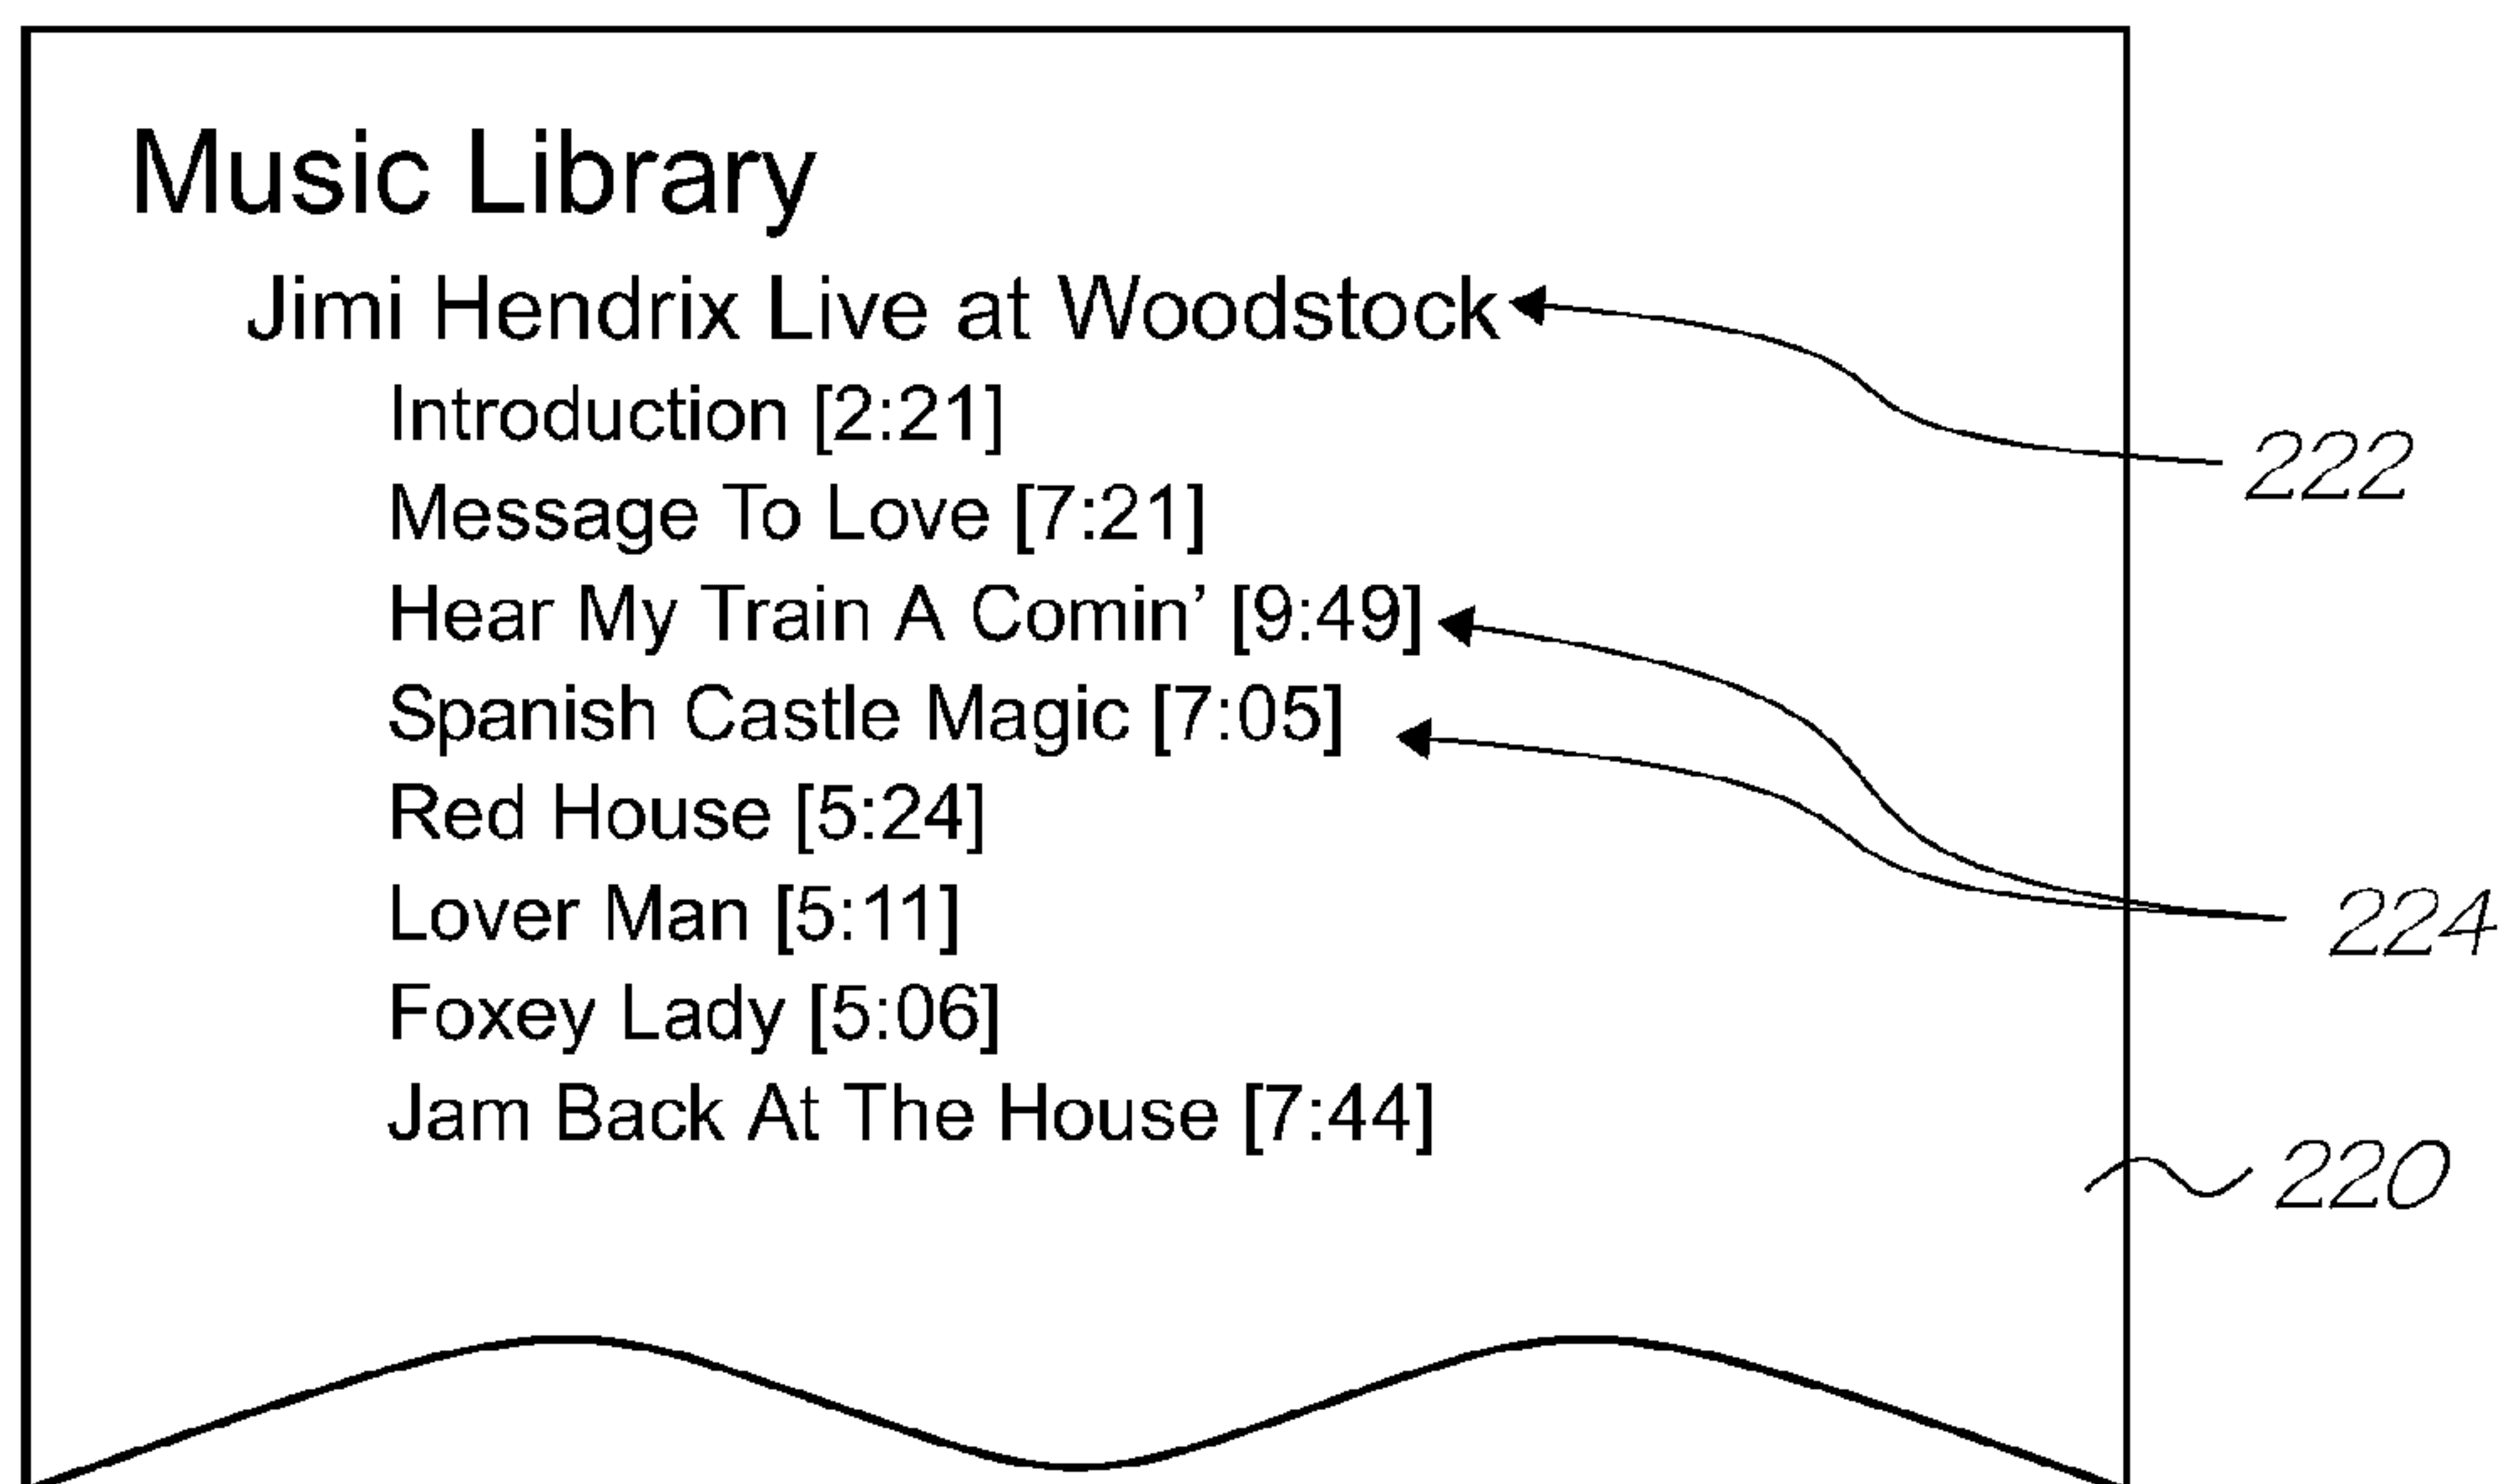 Music Library
Jimi Hendrix Live at Woodstock
Introduction [2:21]
222
Message To Love [7:21]
Hear My Train A Comin’ [9:49]
Spanish Castle Magic [7:05]
Red House [5:24]
Lover Man [5:11]
224
Foxey Lady [5:06]
Jam Back At The House [7:44]
220